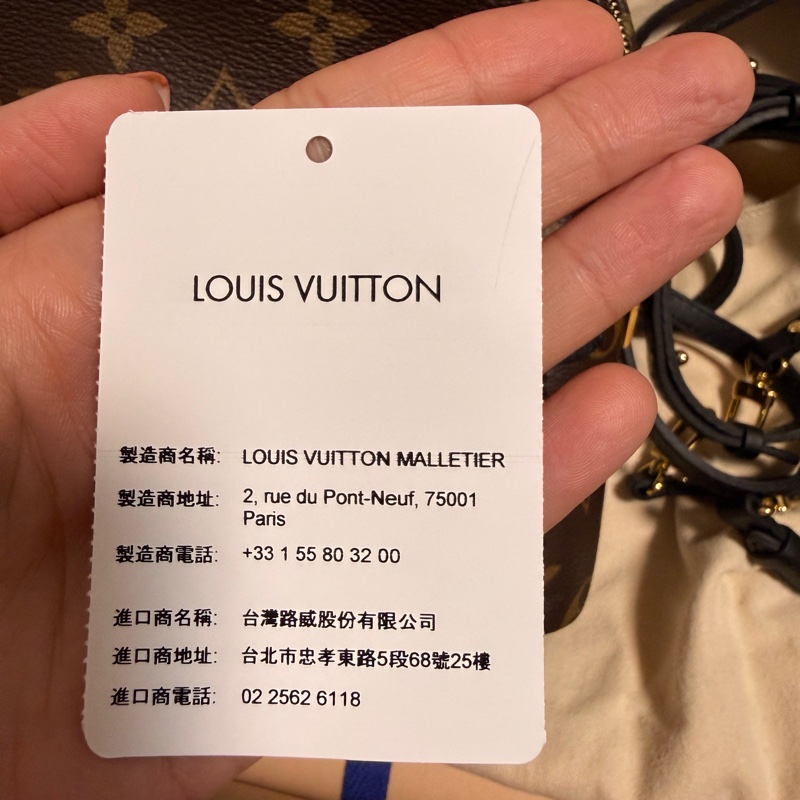 LOUIS VUITTON
製造商名稱: LOUIS VUITTON MALLETIER
製造商地址: 2, rue du Pont-Neuf, 75001
Paris
製造商電話: +33 1 55 80 32 00
進口商名稱: 台灣路威股份有限公司
進口商地址: 台北市忠孝東路5段68號25樓
進口商電話: 02 2562 6118